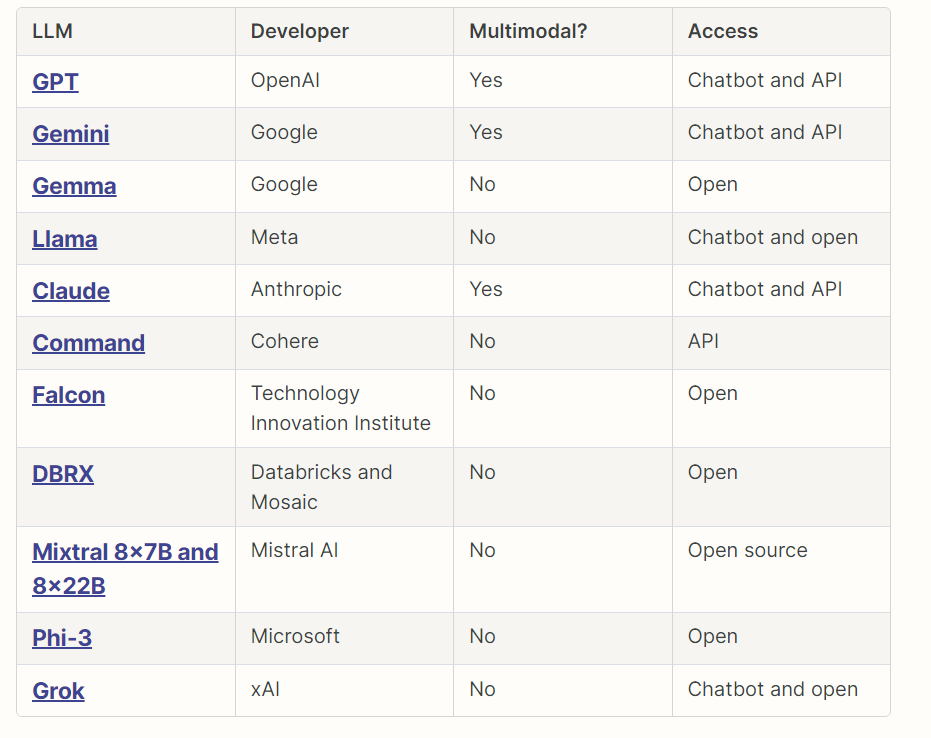 LLM Developer Multimodal? Access
GPT OpenAI Yes Chatbot and API
Gemini Google Yes Chatbot and API
Gemma Google No Open
Llama Meta No Chatbot and open
Claude Anthropic Yes Chatbot and API
Command Cohere No API
Falcon Technology No Open
Innovation Institute
DBRX Databricks and No Open
Mosaic
Mixtral 8×7B and Mistral AI No Open source
8×22B
Phi-3 Microsoft No Open
Grok xAI No Chatbot and open